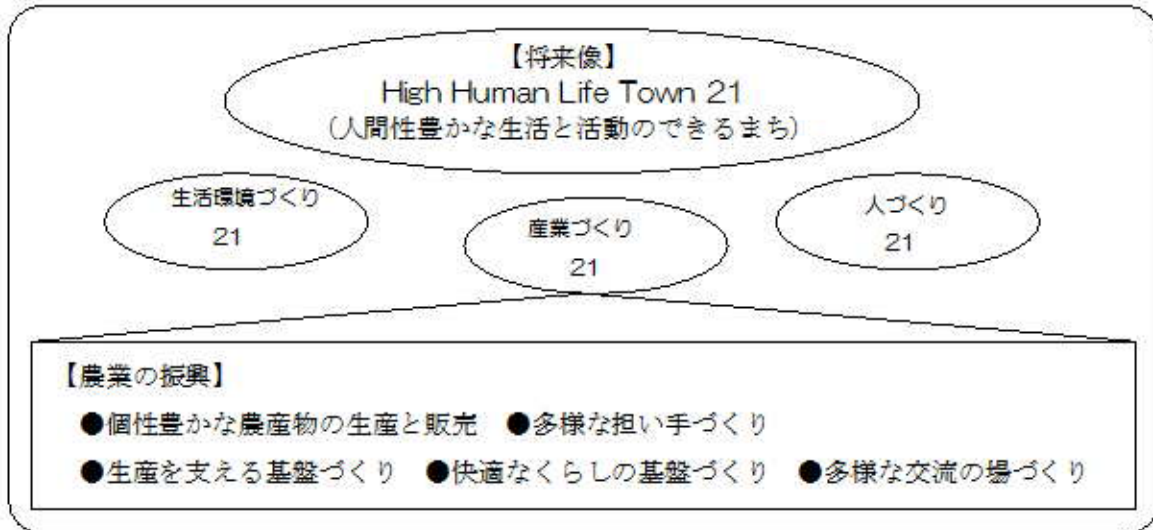 【将来像】
High Human Life Town 21
(人間性豊かな生活と活動のできるまち)
生活環境づくり
21
産業づくり
21
人づくり
21
【農業の振興】
●個性豊かな農産物の生産と販売 ●多様な担い手づくり
●生産を支える基盤づくり ●快適なくらしの基盤づくり ●多様な交流の場づくり